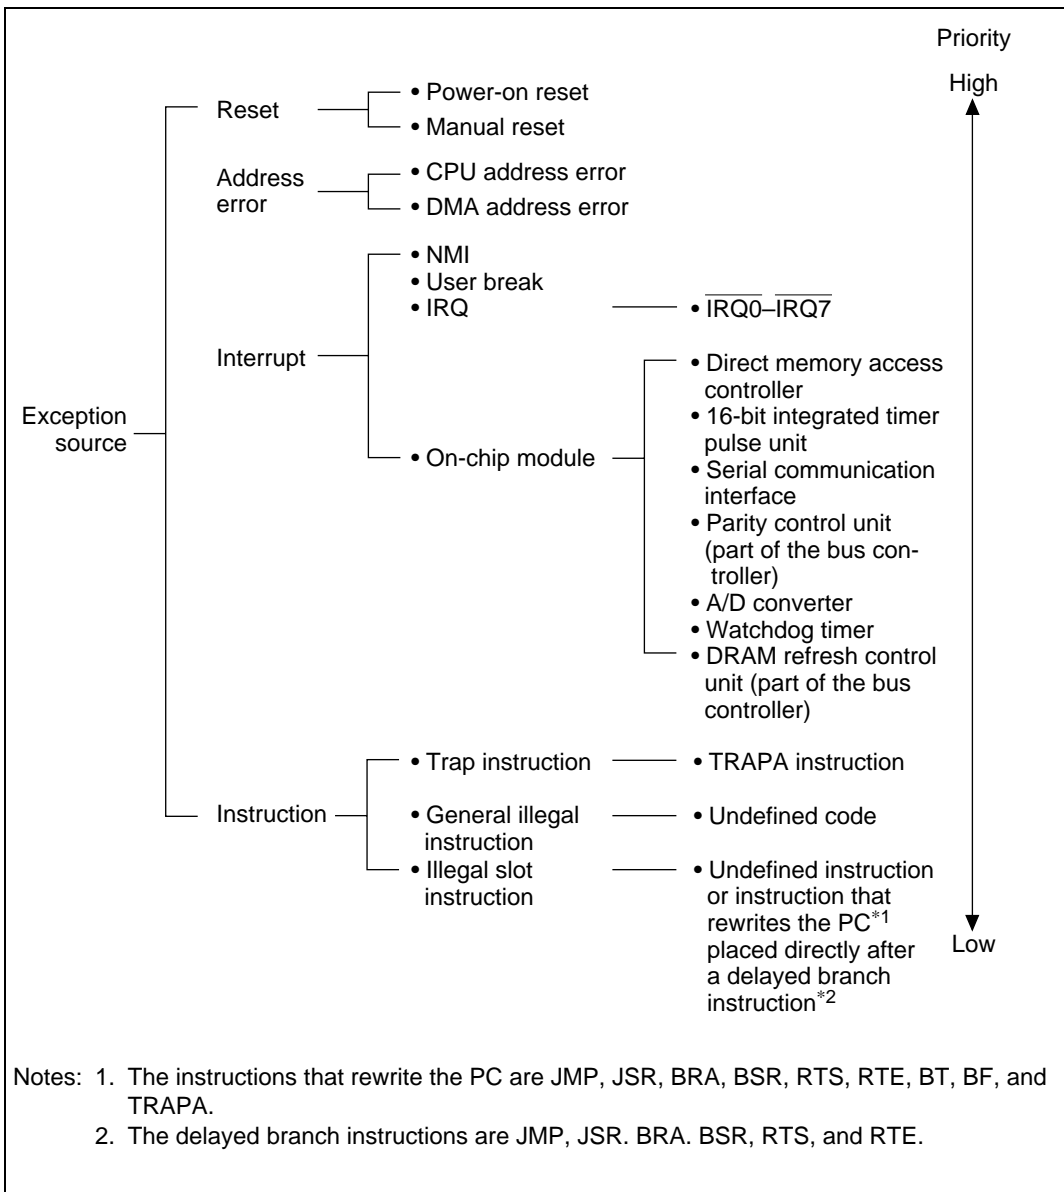 Priority
High
Reset
• Power-on reset
• Manual reset
Address
error
• CPU address error
• DMA address error
Interrupt
• NMI
• User break
• IRQ
• IRQ0–IRQ7
Exception
source
• On-chip module
• Direct memory access
controller
• 16-bit integrated timer
pulse unit
• Serial communication
interface
• Parity control unit
(part of the bus con-
troller)
• A/D converter
• Watchdog timer
• DRAM refresh control
unit (part of the bus
controller)
Instruction
• Trap instruction
• TRAPA instruction
• General illegal
instruction
• Undefined code
• Illegal slot
instruction
• Undefined instruction
or instruction that
rewrites the PC*1
placed directly after
a delayed branch
instruction*2
Low
Notes: 1. The instructions that rewrite the PC are JMP, JSR, BRA, BSR, RTS, RTE, BT, BF, and
TRAPA.
2. The delayed branch instructions are JMP, JSR. BRA. BSR, RTS, and RTE.